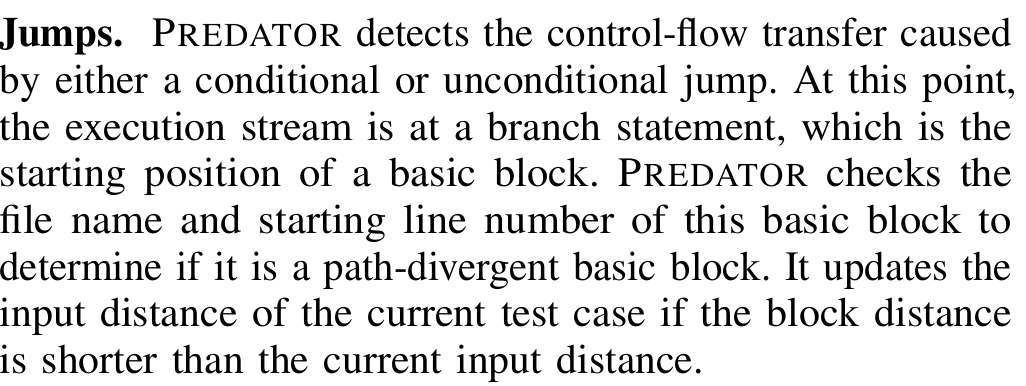 Jumps. PREDATOR detects the control-flow transfer caused
by either a conditional or unconditional jump. At this point,
the execution stream is at a branch statement, which is the
starting position of a basic block. PREDATOR checks the
file name and starting line number of this basic block to
determine if it is a path-divergent basic block. It updates the
input distance of the current test case if the block distance
is shorter than the current input distance.